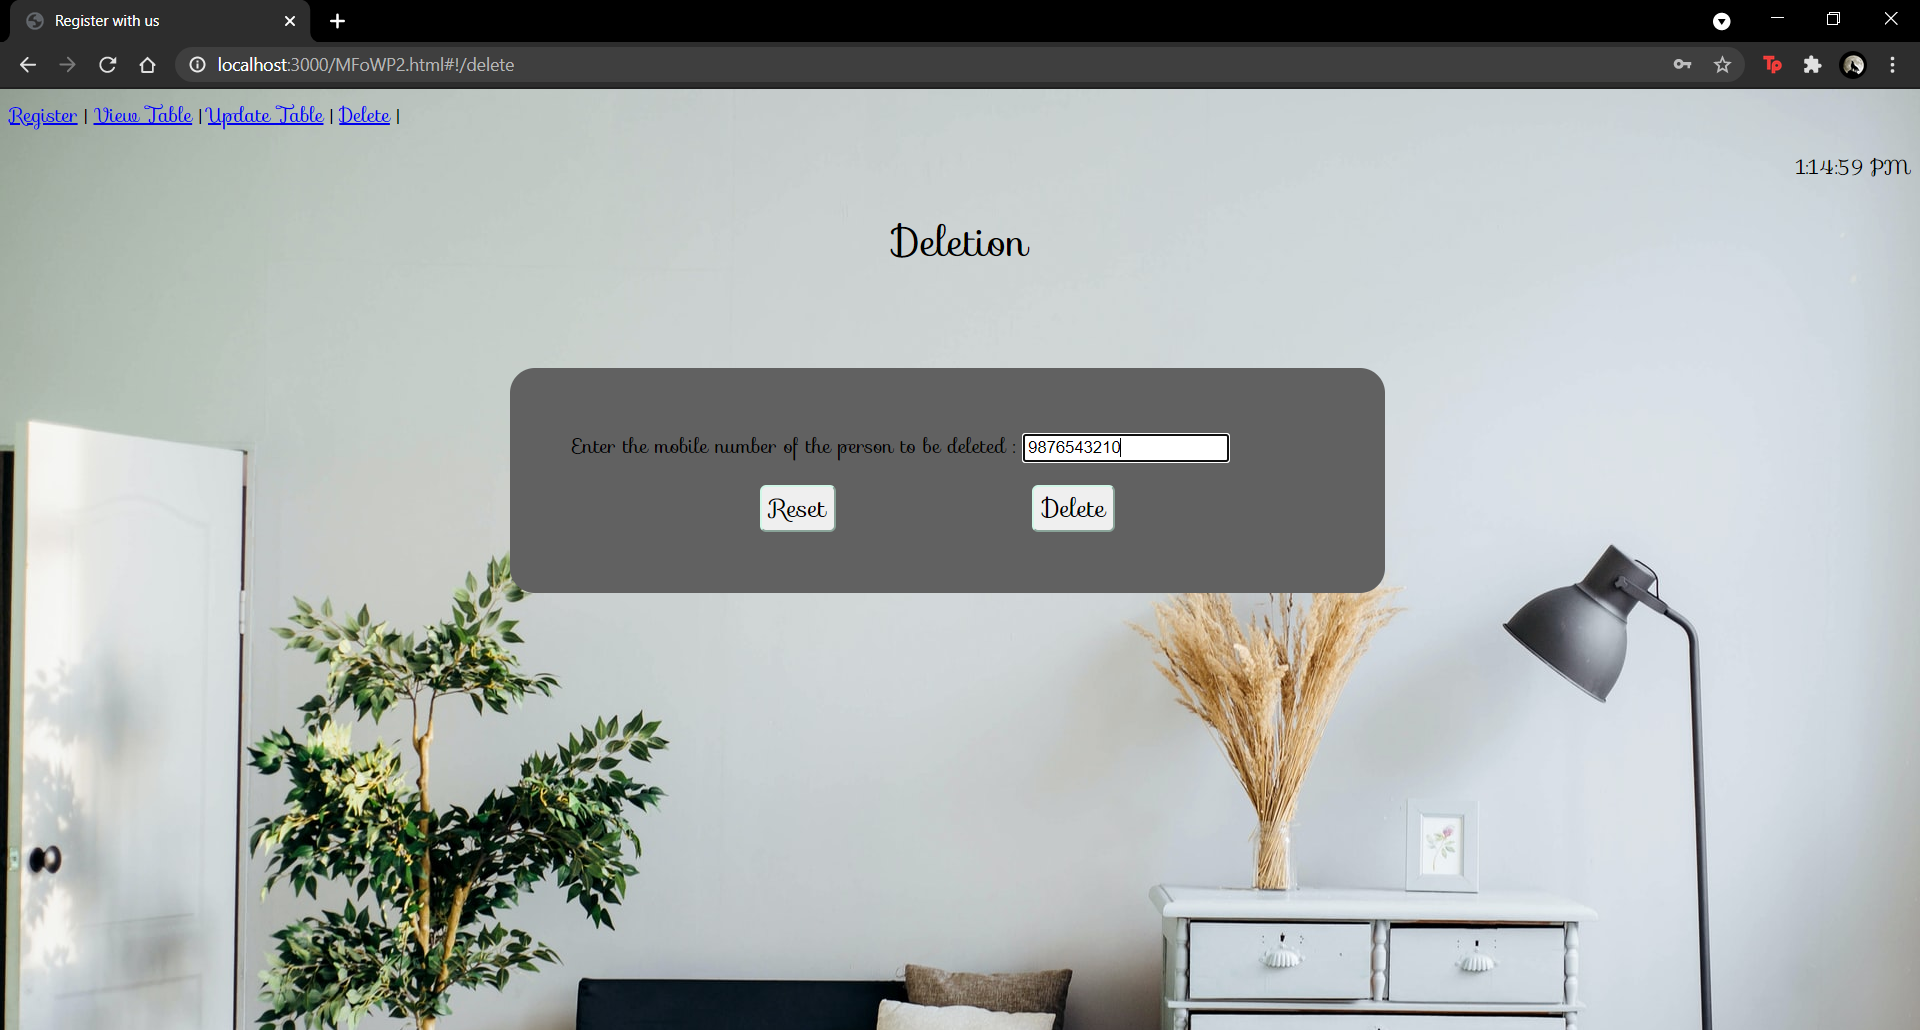 Register with us
localhost:3000/MFoWP2.html#!/delete
Tp
Register | View Table | Update Table | Delete |
1:14:59 PM
Deletion
Enter the mobile number of the person to be deleted : 9876543210
Reset Delete